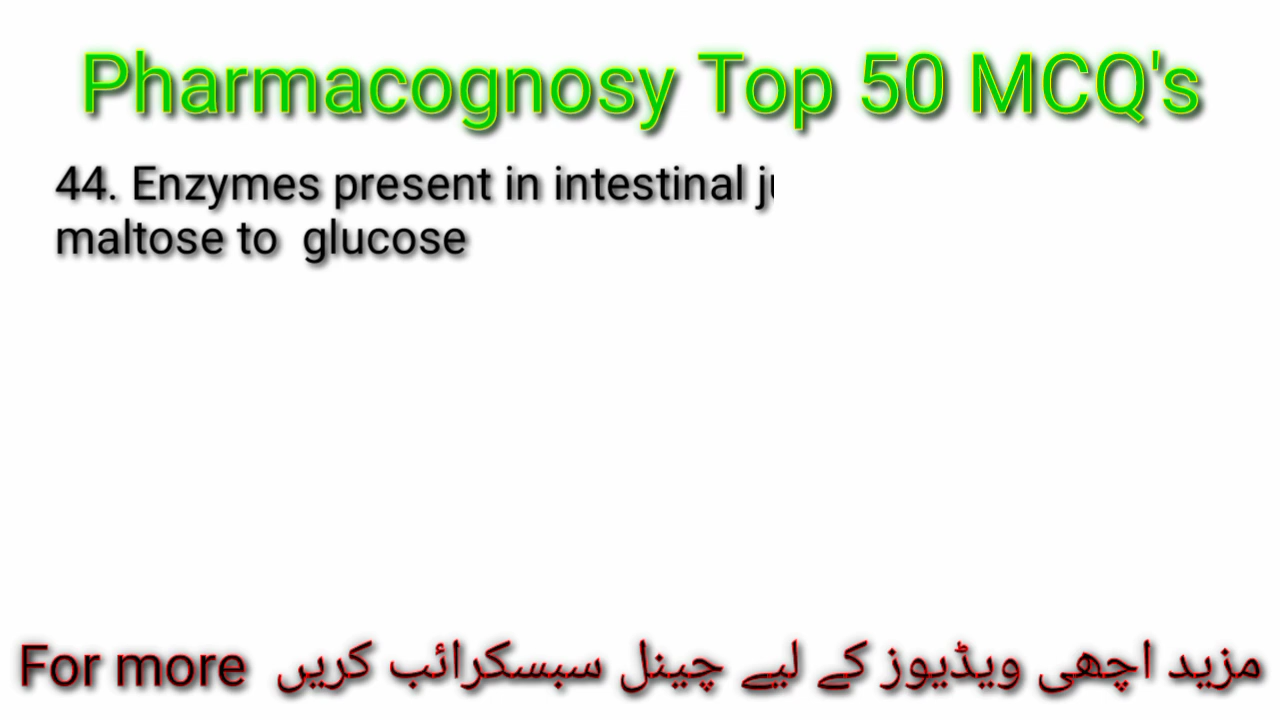 Pharmacognosy Top 50 MCQ's
44. Enzymes present in intestinal
maltose to glucose
For more مزید اچھی ویڈیوز کے لیے چینل سبسکرائب کریں